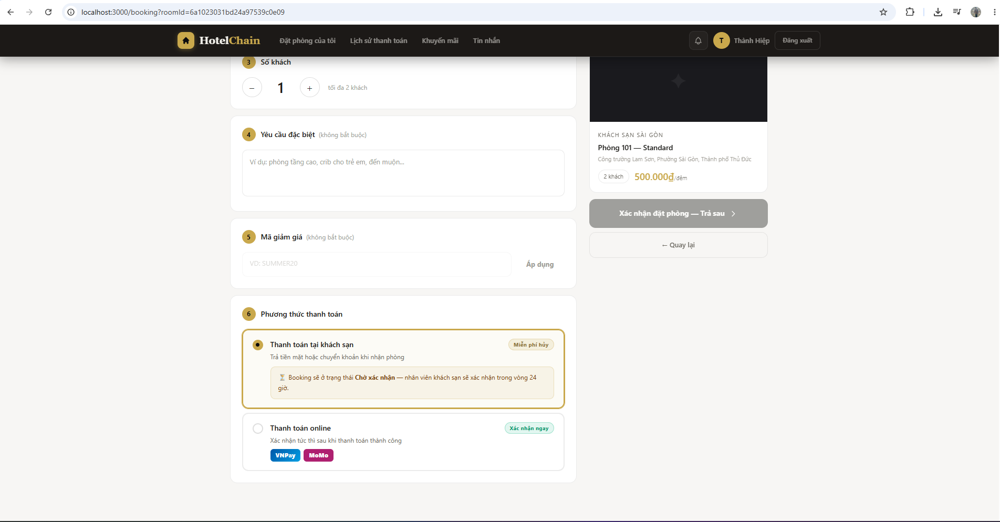 localhost:3000/booking?roomId=6a1023031bd24a97539c0e09
HotelChain
Đặt phòng của tôi
Lịch sử thanh toán
Khuyến mãi
Tin nhắn
T
Thành Hiệp
Đăng xuất
3 Số khách
− 1 + tối đa 2 khách
4 Yêu cầu đặc biệt (không bắt buộc)
Ví dụ: phòng tầng cao, crib cho trẻ em, đến muộn...
5 Mã giảm giá (không bắt buộc)
VD: SUMMER20
Áp dụng
6 Phương thức thanh toán
Thanh toán tại khách sạn
Miễn phí hủy
Trả tiền mặt hoặc chuyển khoản khi nhận phòng
⏳ Booking sẽ ở trạng thái Chờ xác nhận — nhân viên khách sạn sẽ xác nhận trong vòng 24
giờ.
Thanh toán online
Xác nhận ngay
Xác nhận tức thì sau khi thanh toán thành công
VNPay
MoMo
KHÁCH SẠN SÀI GÒN
Phòng 101 — Standard
Công trường Lam Sơn, Phường Sài Gòn, Thành phố Thủ Đức
2 khách
500.000₫/đêm
Xác nhận đặt phòng — Trả sau
← Quay lại